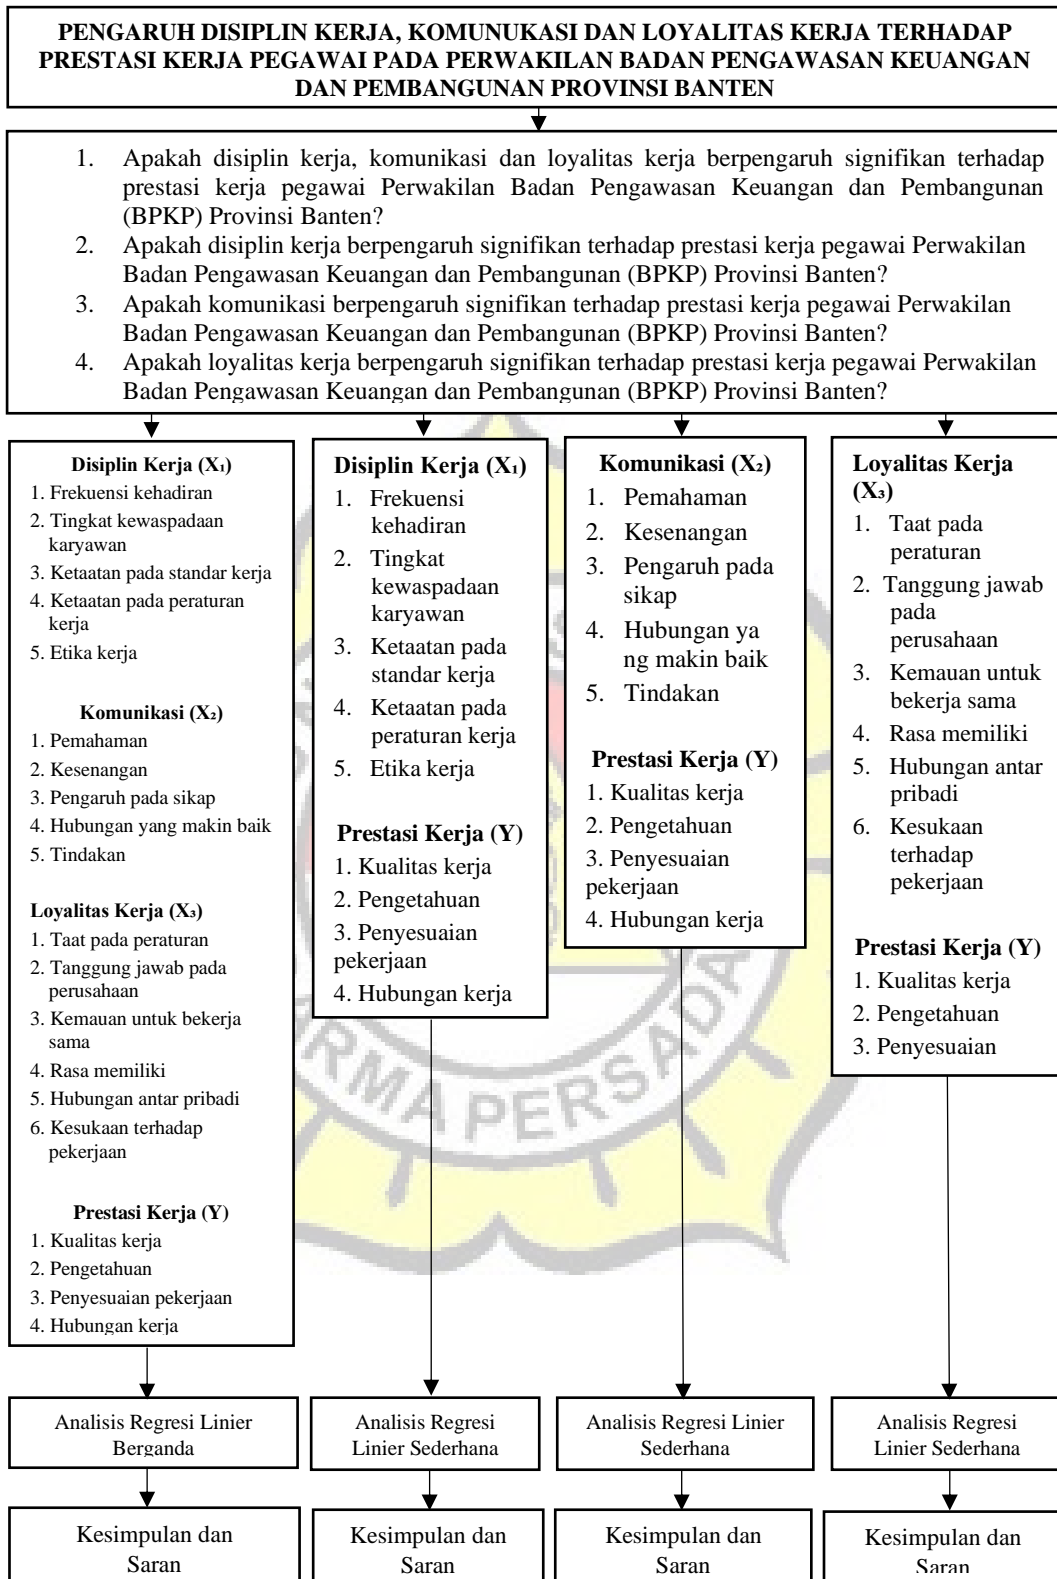 PENGARUH DISIPLIN KERJA, KOMUNUKASI DAN LOYALITAS KERJA TERHADAP
PRESTASI KERJA PEGAWAI PADA PERWAKILAN BADAN PENGAWASAN KEUANGAN
DAN PEMBANGUNAN PROVINSI BANTEN
1. Apakah disiplin kerja, komunikasi dan loyalitas kerja berpengaruh signifikan terhadap
prestasi kerja pegawai Perwakilan Badan Pengawasan Keuangan dan Pembangunan
(BPKP) Provinsi Banten?
2. Apakah disiplin kerja berpengaruh signifikan terhadap prestasi kerja pegawai Perwakilan
Badan Pengawasan Keuangan dan Pembangunan (BPKP) Provinsi Banten?
3. Apakah komunikasi berpengaruh signifikan terhadap prestasi kerja pegawai Perwakilan
Badan Pengawasan Keuangan dan Pembangunan (BPKP) Provinsi Banten?
4. Apakah loyalitas kerja berpengaruh signifikan terhadap prestasi kerja pegawai Perwakilan
Badan Pengawasan Keuangan dan Pembangunan (BPKP) Provinsi Banten?
Disiplin Kerja (X₁)
1. Frekuensi kehadiran
2. Tingkat kewaspadaan
karyawan
3. Ketaatan pada standar kerja
4. Ketaatan pada peraturan
kerja
5. Etika kerja
Komunikasi (X₂)
1. Pemahaman
2. Kesenangan
3. Pengaruh pada sikap
4. Hubungan yang makin baik
5. Tindakan
Loyalitas Kerja (X₃)
1. Taat pada peraturan
2. Tanggung jawab pada
perusahaan
3. Kemauan untuk bekerja
sama
4. Rasa memiliki
5. Hubungan antar pribadi
6. Kesukaan terhadap
pekerjaan
Prestasi Kerja (Y)
1. Kualitas kerja
2. Pengetahuan
3. Penyesuaian pekerjaan
4. Hubungan kerja
Disiplin Kerja (X₁)
1. Frekuensi
kehadiran
2. Tingkat
kewaspadaan
karyawan
3. Ketaatan pada
standar kerja
4. Ketaatan pada
peraturan kerja
5. Etika kerja
Prestasi Kerja (Y)
1. Kualitas kerja
2. Pengetahuan
3. Penyesuaian
pekerjaan
4. Hubungan kerja
Komunikasi (X₂)
1. Pemahaman
2. Kesenangan
3. Pengaruh pada
sikap
4. Hubungan ya
ng makin baik
5. Tindakan
Prestasi Kerja (Y)
1. Kualitas kerja
2. Pengetahuan
3. Penyesuaian
pekerjaan
4. Hubungan kerja
Loyalitas Kerja
(X₃)
1. Taat pada
peraturan
2. Tanggung jawab
pada
perusahaan
3. Kemauan untuk
bekerja sama
4. Rasa memiliki
5. Hubungan antar
pribadi
6. Kesukaan
terhadap
pekerjaan
Prestasi Kerja (Y)
1. Kualitas kerja
2. Pengetahuan
3. Penyesuaian
RMA PERSADA
Analisis Regresi Linier
Berganda
Analisis Regresi
Linier Sederhana
Analisis Regresi Linier
Sederhana
Analisis Regresi
Linier Sederhana
Kesimpulan dan
Saran
Kesimpulan dan
Saran
Kesimpulan dan
Saran
Kesimpulan dan
Saran